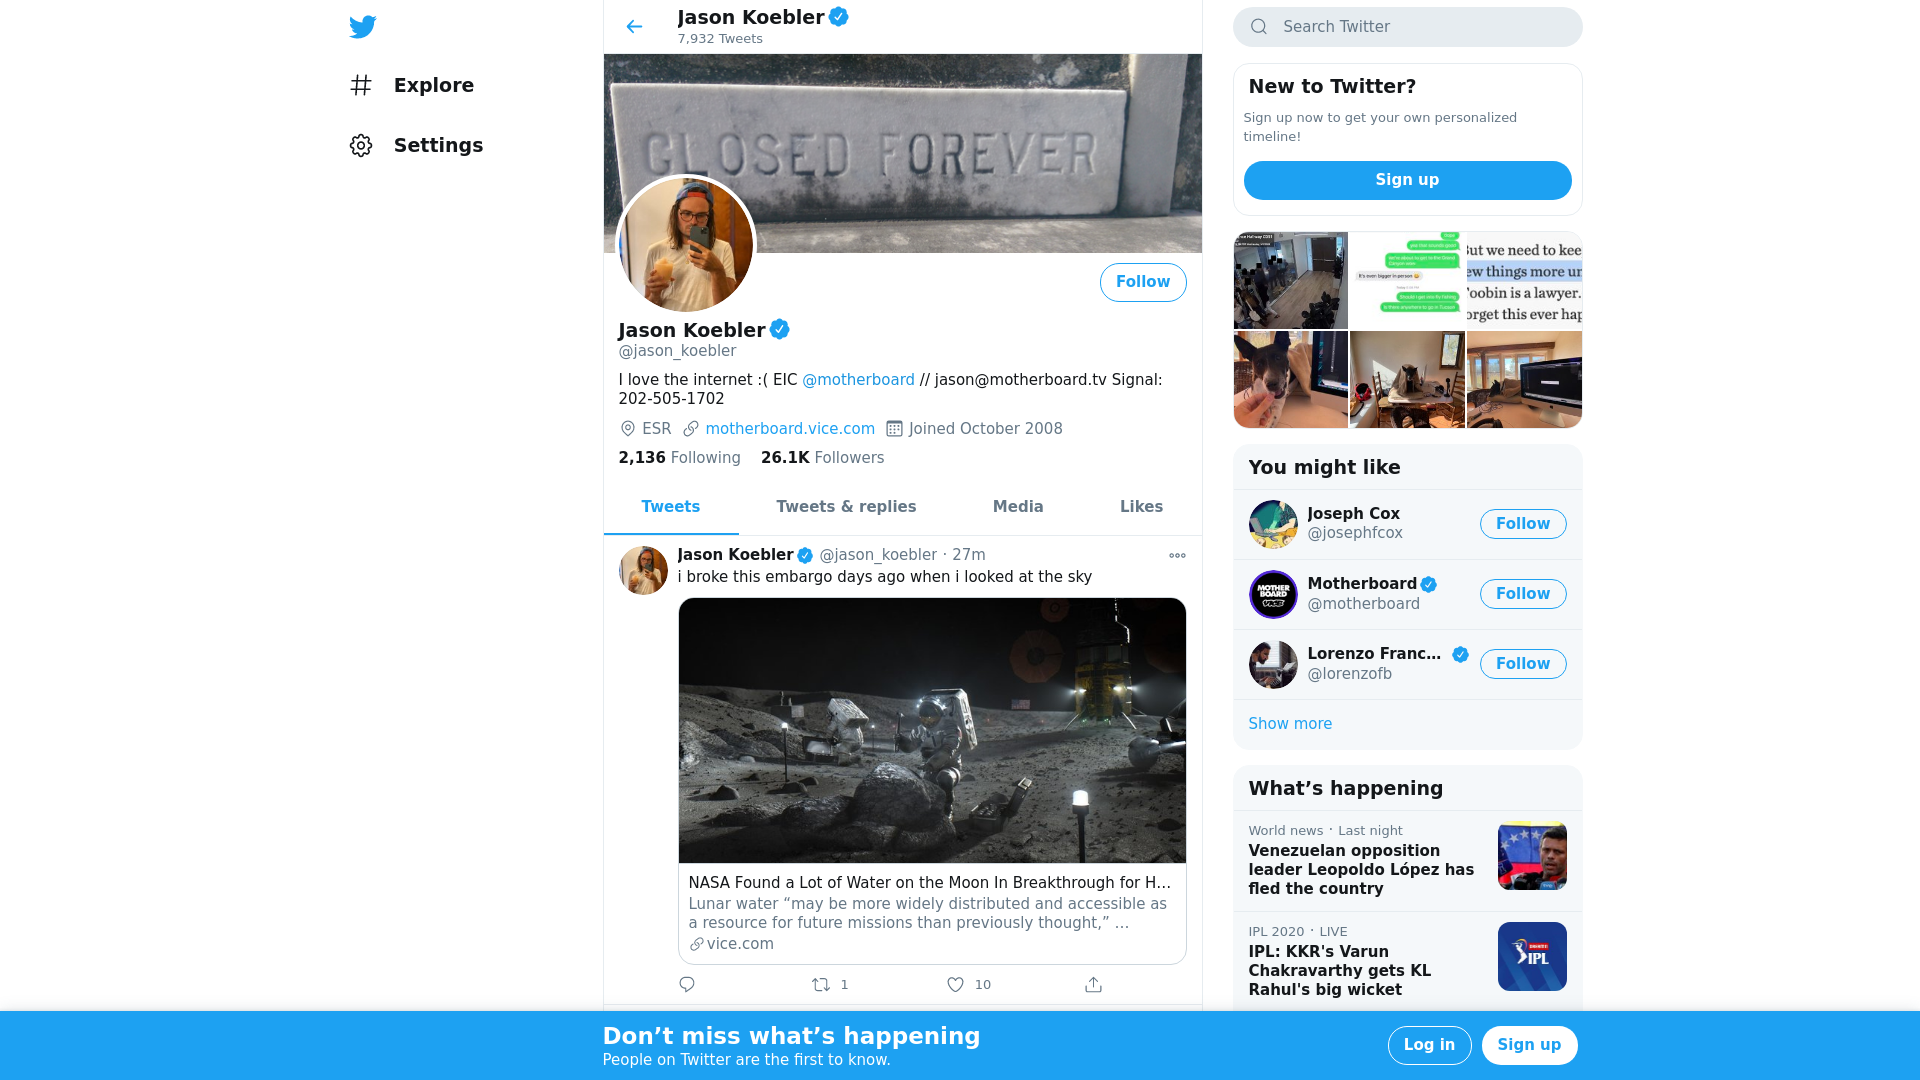 Jason Koebler
7,932 Tweets
Search Twitter
Explore
Settings
CLOSED FOREVER
New to Twitter?
Sign up now to get your own personalized
timeline!
Sign up
Follow
Jason Koebler
@jason_koebler
I love the internet :( EIC @motherboard // jason@motherboard.tv Signal:
202-505-1702
ESR motherboard.vice.com Joined October 2008
2,136 Following 26.1K Followers
Tweets Tweets & replies Media Likes
Jason Koebler @jason_koebler · 27m
i broke this embargo days ago when i looked at the sky
NASA Found a Lot of Water on the Moon In Breakthrough for H...
Lunar water “may be more widely distributed and accessible as
a resource for future missions than previously thought,” ...
vice.com
1 10
It's even bigger in person
But we need to kee
ew things more un
oobin is a lawyer.
orget this ever hap
You might like
Joseph Cox
@josephfcox
Follow
MOTHER
BOARD
VICE
Motherboard
@motherboard
Follow
Lorenzo Franc...
@lorenzofb
Follow
Show more
What’s happening
World news · Last night
Venezuelan opposition
leader Leopoldo López has
fled the country
IPL 2020 · LIVE
IPL: KKR's Varun
Chakravarthy gets KL
Rahul's big wicket
IPL
Don’t miss what’s happening
People on Twitter are the first to know.
Log in
Sign up